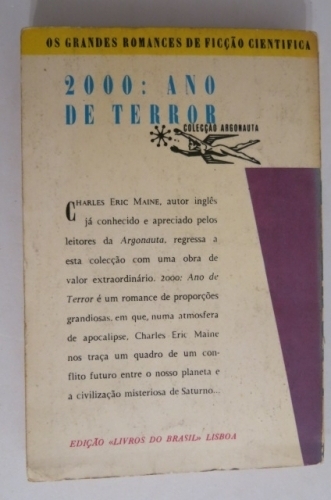 OS GRANDES ROMANCES DE FICÇÃO CIENTIFICA
2000: ANO
DE TERROR
COLECÇÃO ARGONAUTA
CHARLES ERIC MAINE, autor inglês
já conhecido e apreciado pelos
leitores da Argonauta, regressa a
esta colecção com uma obra de
valor extraordinário. 2000: Ano de
Terror é um romance de proporções
grandiosas, em que, numa atmosfera
de apocalipse, Charles Eric Maine
nos traça um quadro de um con-
flito futuro entre o nosso planeta e
a civilização misteriosa de Saturno...
EDIÇÃO «LIVROS DO BRASIL» LISBOA